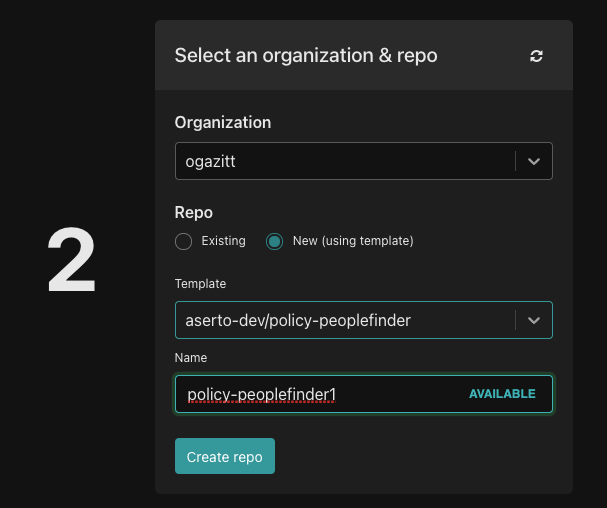 2
Select an organization & repo
Organization
ogazitt
Repo
Existing New (using template)
Template
aserto-dev/policy-peoplefinder
Name
policy-peoplefinder1 AVAILABLE
Create repo